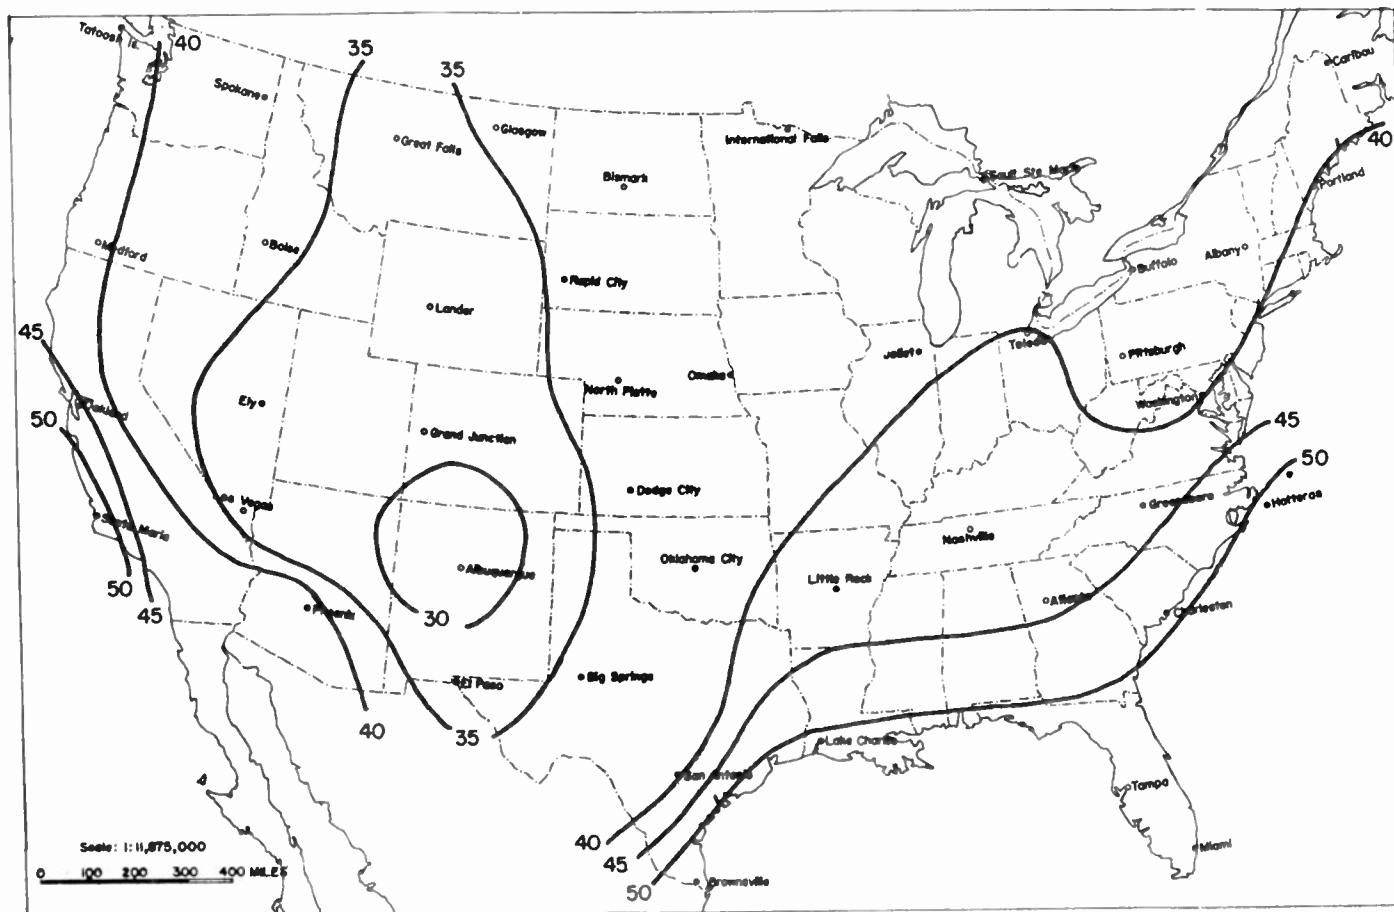 Tatoosh Is.
40
35
35
Caribou
Spokane
Glasgow
Great Falls
International Falls
40
Bismark
Sault Ste. Marie
Portland
Medford
Boise
Albany
Buffalo
Rapid City
Lander
45
Toledo
Joliet
Pittsburgh
Omaha
North Platte
Ely
Washington
Oakland
50
45
Grand Junction
50
Dodge City
Las Vegas
Greensboro
Hatteras
Santa Maria
Nashville
Oklahoma City
Albuquerque
Little Rock
50
45
Phoenix
30
Atlanta
Charleston
Big Springs
El Paso
40
35
Lake Charles
San Antonio
Tampa
40
Scale: 1:11,875,000
Miami
45
0 100 200 300 400 MILES
50
Brownsville